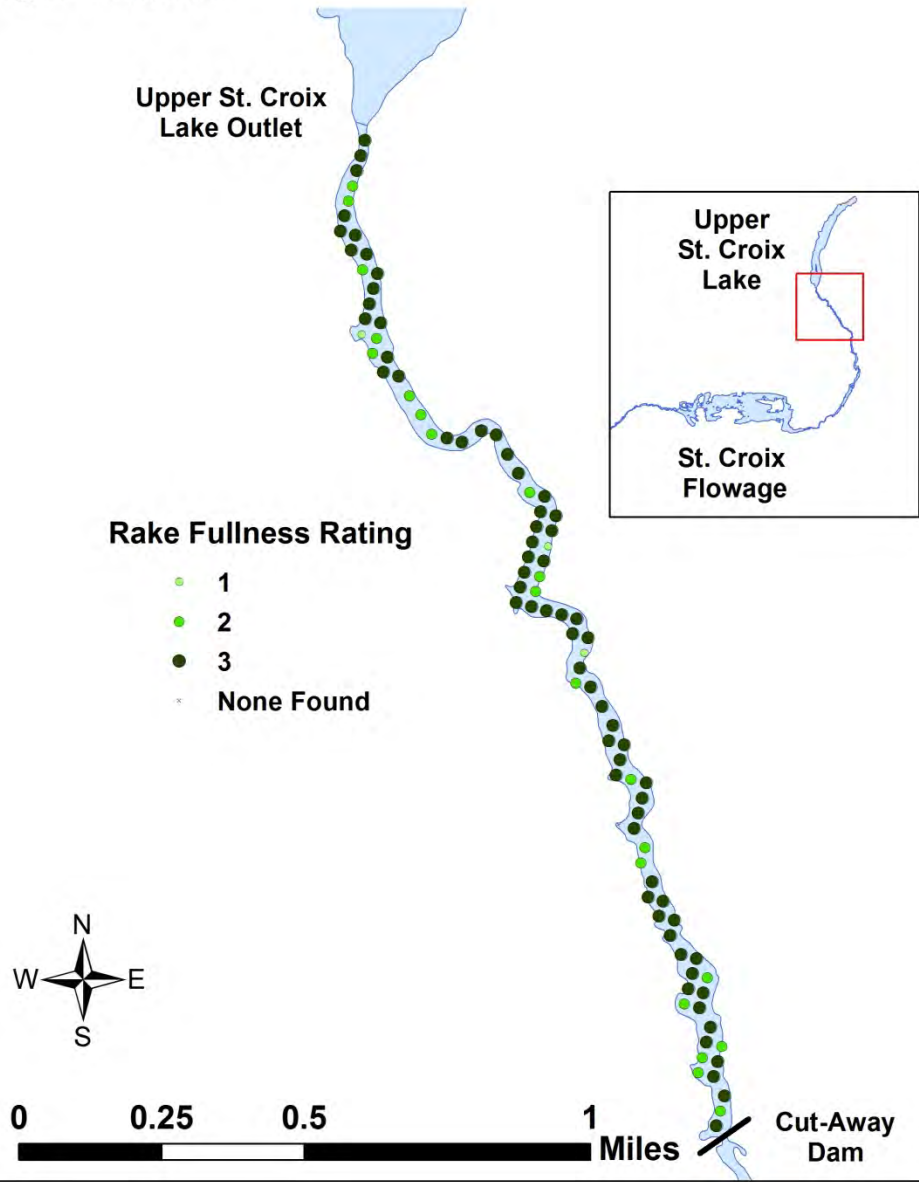 Upper St. Croix
Lake Outlet
Upper
St. Croix
Lake
St. Croix
Flowage
Rake Fullness Rating
1
2
3
None Found
N
W E
S
0 0.25 0.5 1
Miles
Cut-Away
Dam